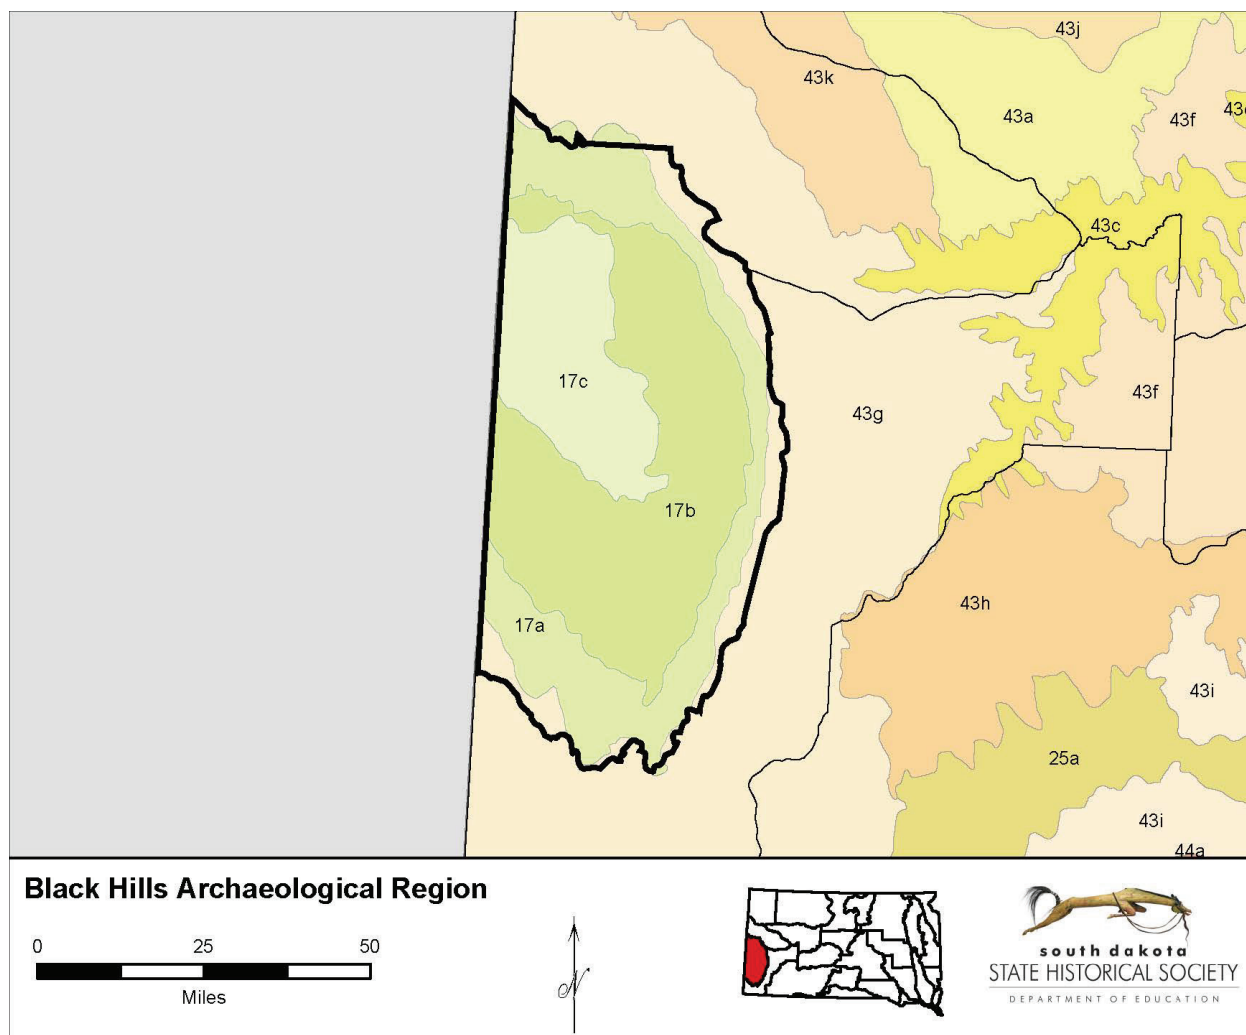 43j
43k
43a
43f
43c
17c
43g
43f
17b
43h
17a
43i
25a
43i
44a
Black Hills Archaeological Region
0 25 50
Miles
N
south dakota
STATE HISTORICAL SOCIETY
DEPARTMENT OF EDUCATION